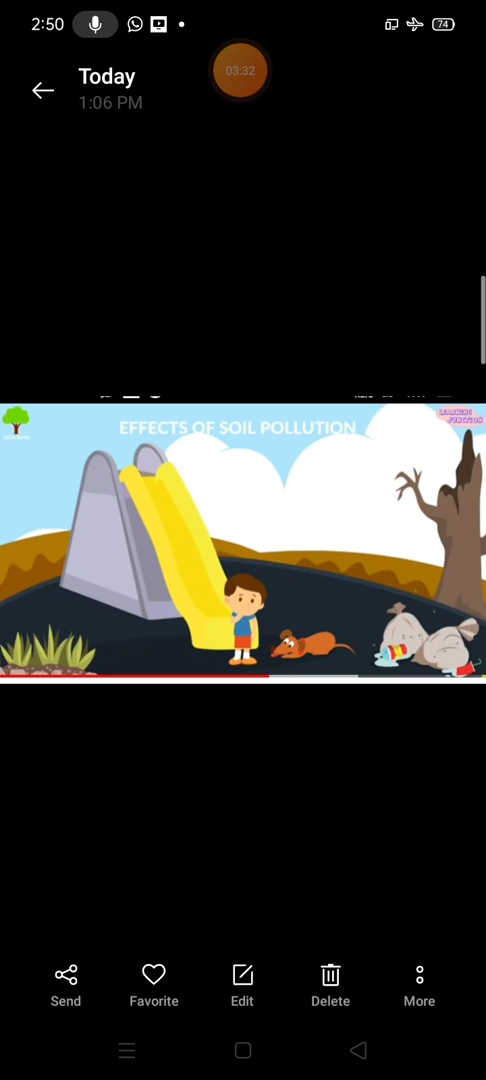 2:50
74
03:32
Today
1:06 PM
EFFECTS OF SOIL POLLUTION
LEARNING
JUNCTION
Send
Favorite
Edit
Delete
More